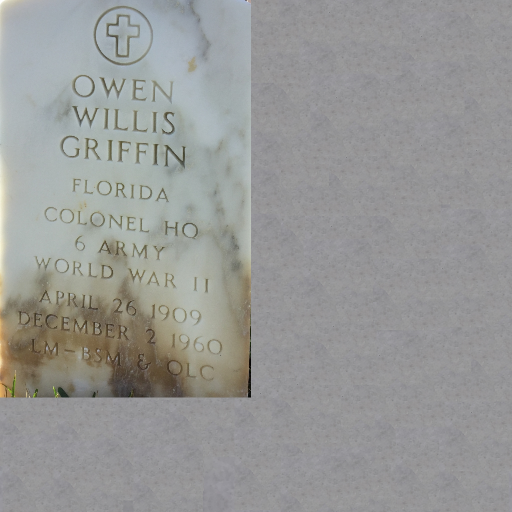 OWEN
WILLIS
GRIFFIN
FLORIDA
COLONEL HQ
6 ARMY
WORLD WAR II
APRIL 26 1909
DECEMBER 2 1960
LM-BSM & OLC